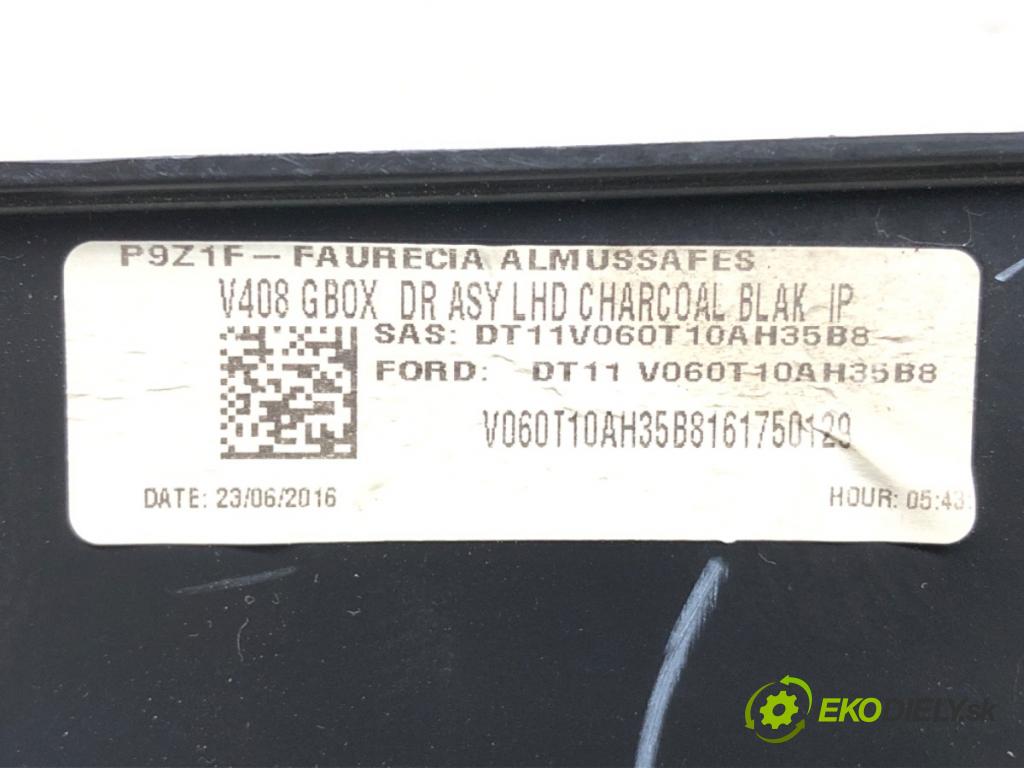 P9Z1F— FAURECIA ALMUSSAFES
V408 GBOX DR ASY LHD CHARCOAL BLAK IP
SAS: DT11V060T10AH35B8
FORD: DT11 V060T10AH35B8
V060T10AH35B8161750129
DATE: 23/06/2016 HOUR: 05:43:
EKODIELY.sk